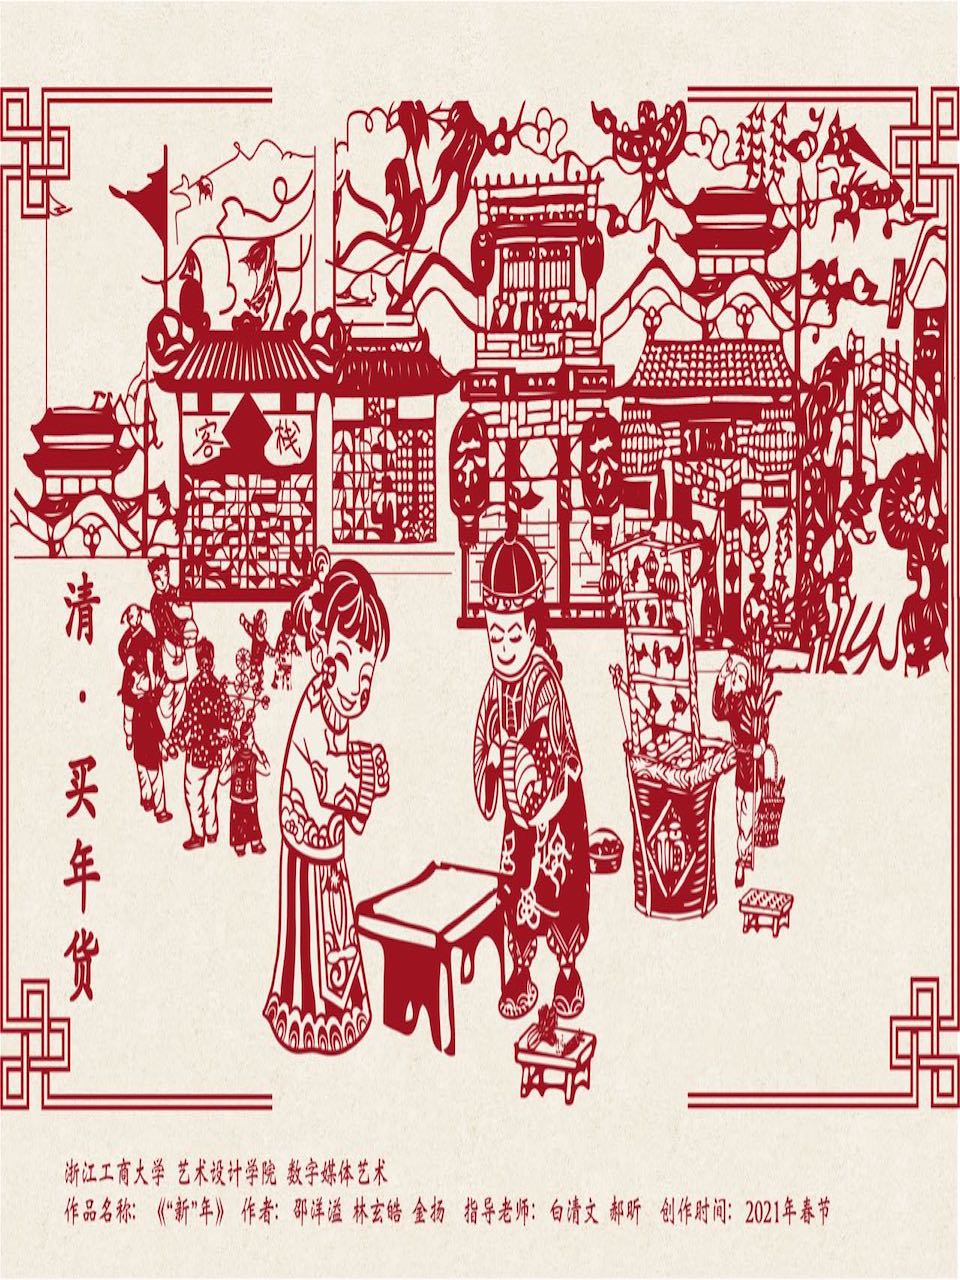 客栈
清·买年货
浙江工商大学 艺术设计学院 数字媒体艺术
作品名称：《“新”年》 作者：邵洋溢 林玄皓 金扬 指导老师：白清文 郝昕 创作时间：2021年春节